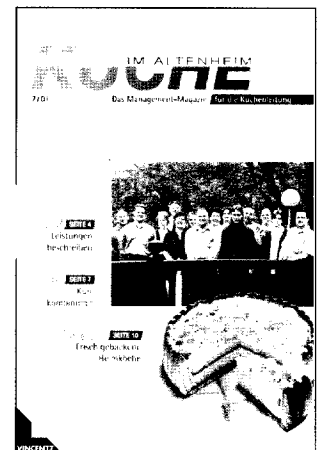 KÜCHE
IM ALTENHEIM
7/01 Das Management-Magazin für die Küchenleitung
SEITE 4
Leistungen
beschreiben
SEITE 7
SEITE 10
Frisch gebackene
VINCENTZ